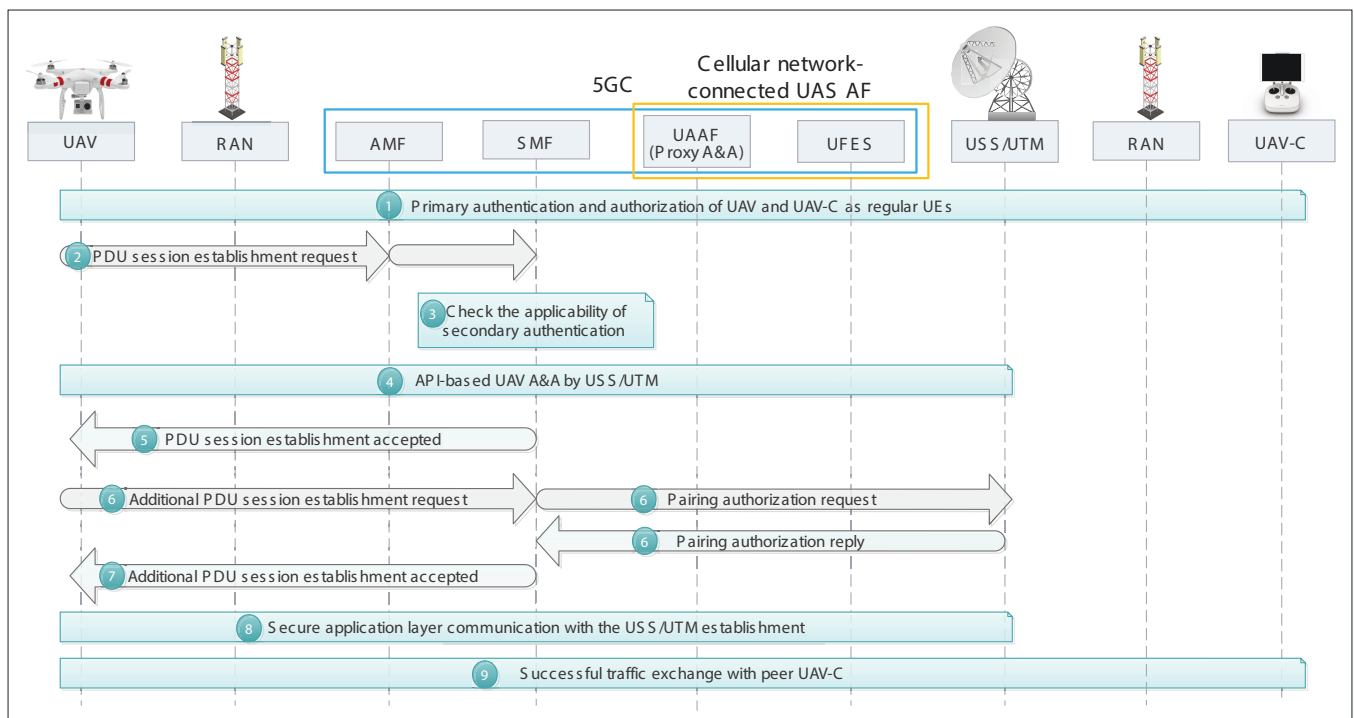 5GC
Cellular network-
connected UAS AF
UAV
RAN
AMF
SMF
UAAF
(Proxy A&A)
UFES
USS/UTM
RAN
UAV-C
1 Primary authentication and authorization of UAV and UAV-C as regular UEs
2 PDU session establishment request
3 Check the applicability of
secondary authentication
4 API-based UAV A&A by USS/UTM
5 PDU session establishment accepted
6 Additional PDU session establishment request
6 Pairing authorization request
6 Pairing authorization reply
7 Additional PDU session establishment accepted
8 Secure application layer communication with the USS/UTM establishment
9 Successful traffic exchange with peer UAV-C